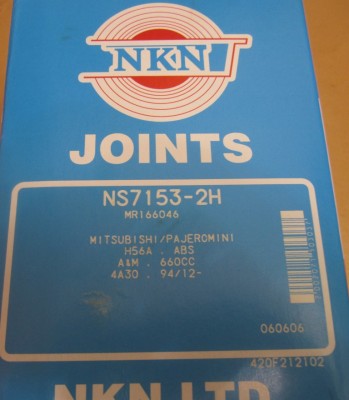 NKN
JOINTS
NS7153-2H
MR166046
MITSUBISHI/PAJEROMINI
H56A . ABS
A&M . 660CC
4A30 . 94/12-
060606
420F212102
NKN LTD